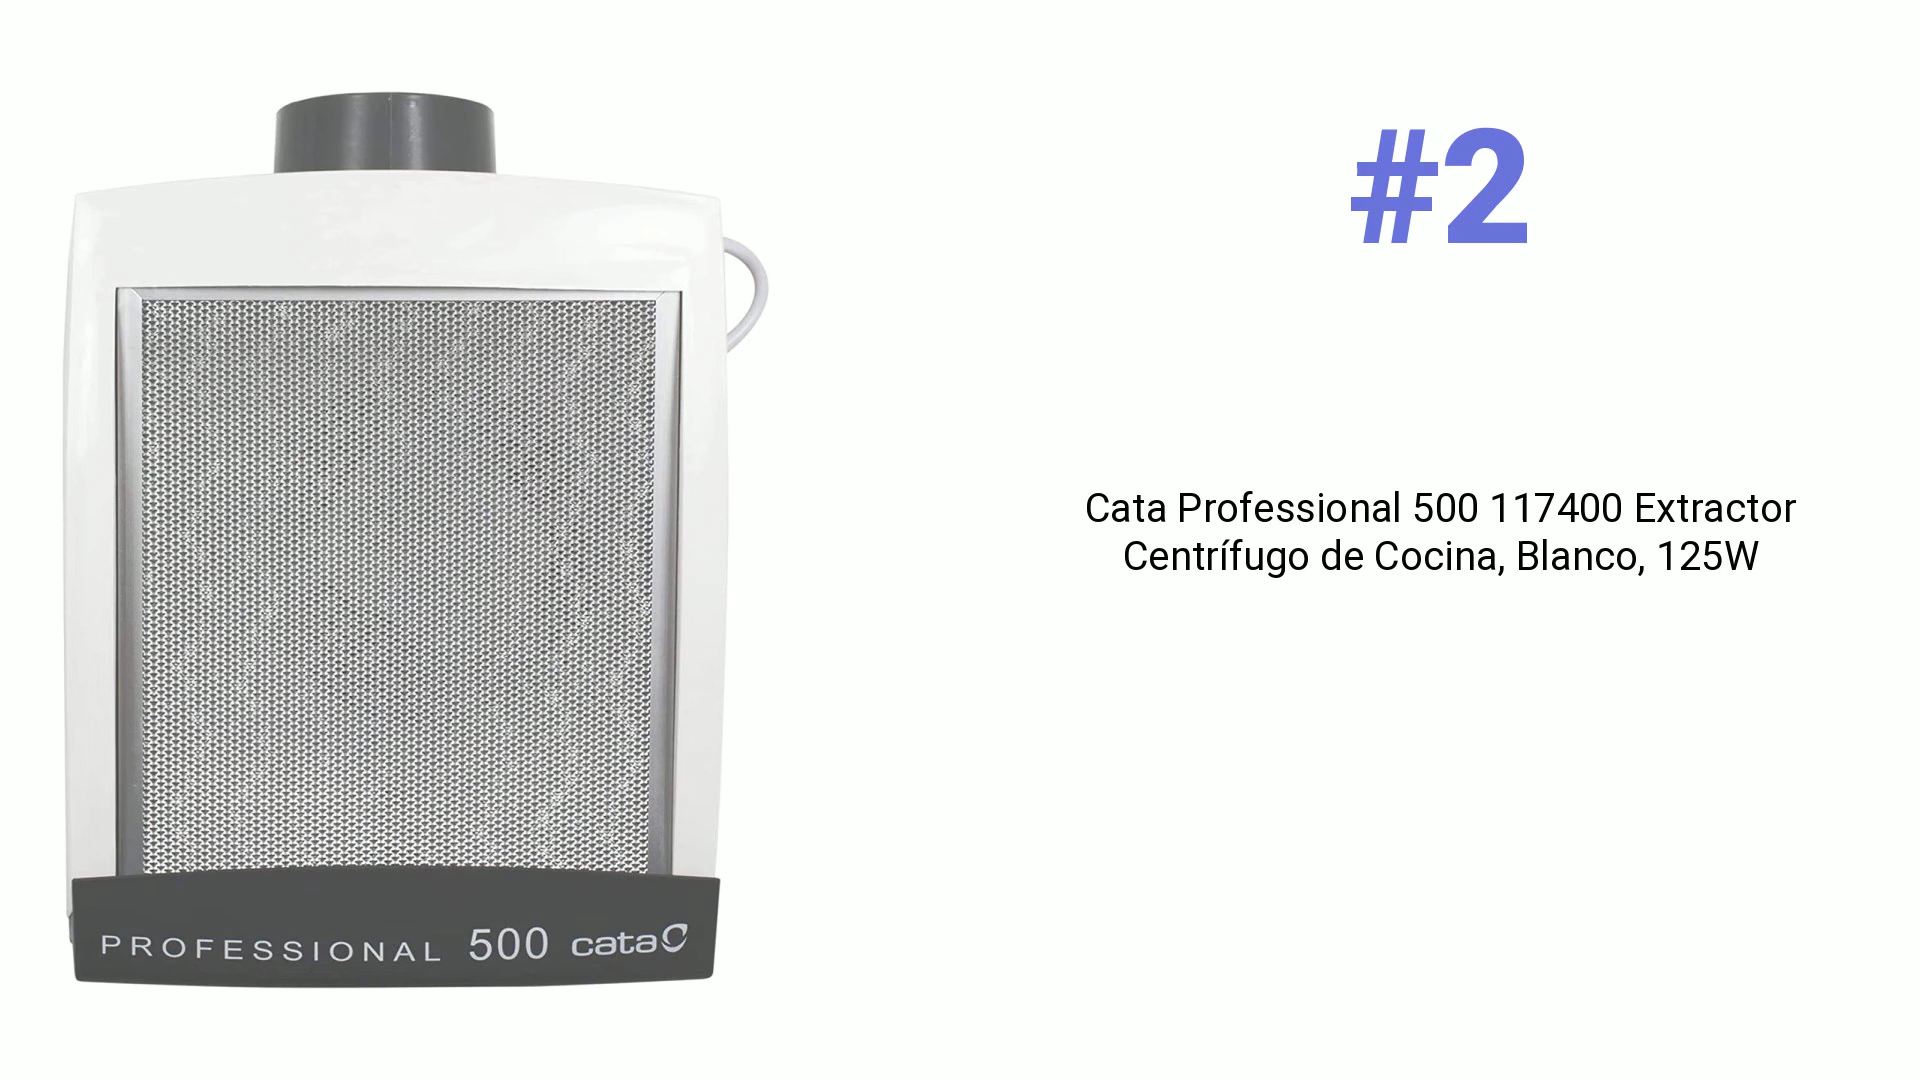 #2
Cata Professional 500 117400 Extractor
Centrífugo de Cocina, Blanco, 125W
PROFESSIONAL 500 cata